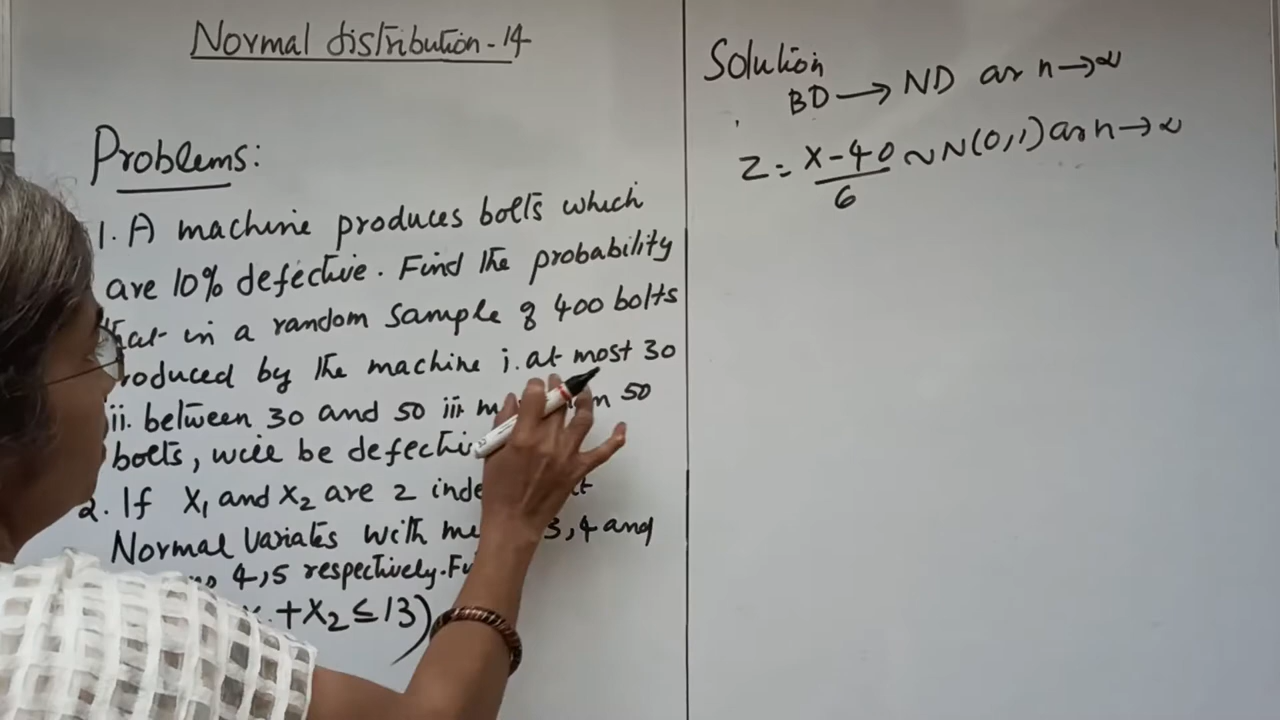 Normal distribution - 14
Problems:
1. A machine produces bolts which
are 10% defective. Find the probability
in a random sample of 400 bolts
by the machine i. at most 30
ii. between 30 and 50 iii 50
bolts, will be
2. If X1 and X2 are 2
Normal variates with 3, 4 and
4, 5 respectively.
+X2 ≤ 13)
Solution
BD → ND as n → ∞
Z = X - 40 / 6 ~ N(0,1) as n → ∞